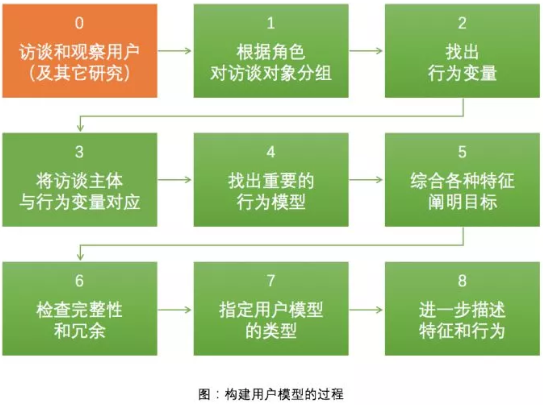 0
访谈和观察用户
（及其它研究）
1
根据角色
对访谈对象分组
2
找出
行为变量
3
将访谈主体
与行为变量对应
4
找出重要的
行为模型
5
综合各种特征
阐明目标
6
检查完整性
和冗余
7
指定用户模型
的类型
8
进一步描述
特征和行为
图：构建用户模型的过程